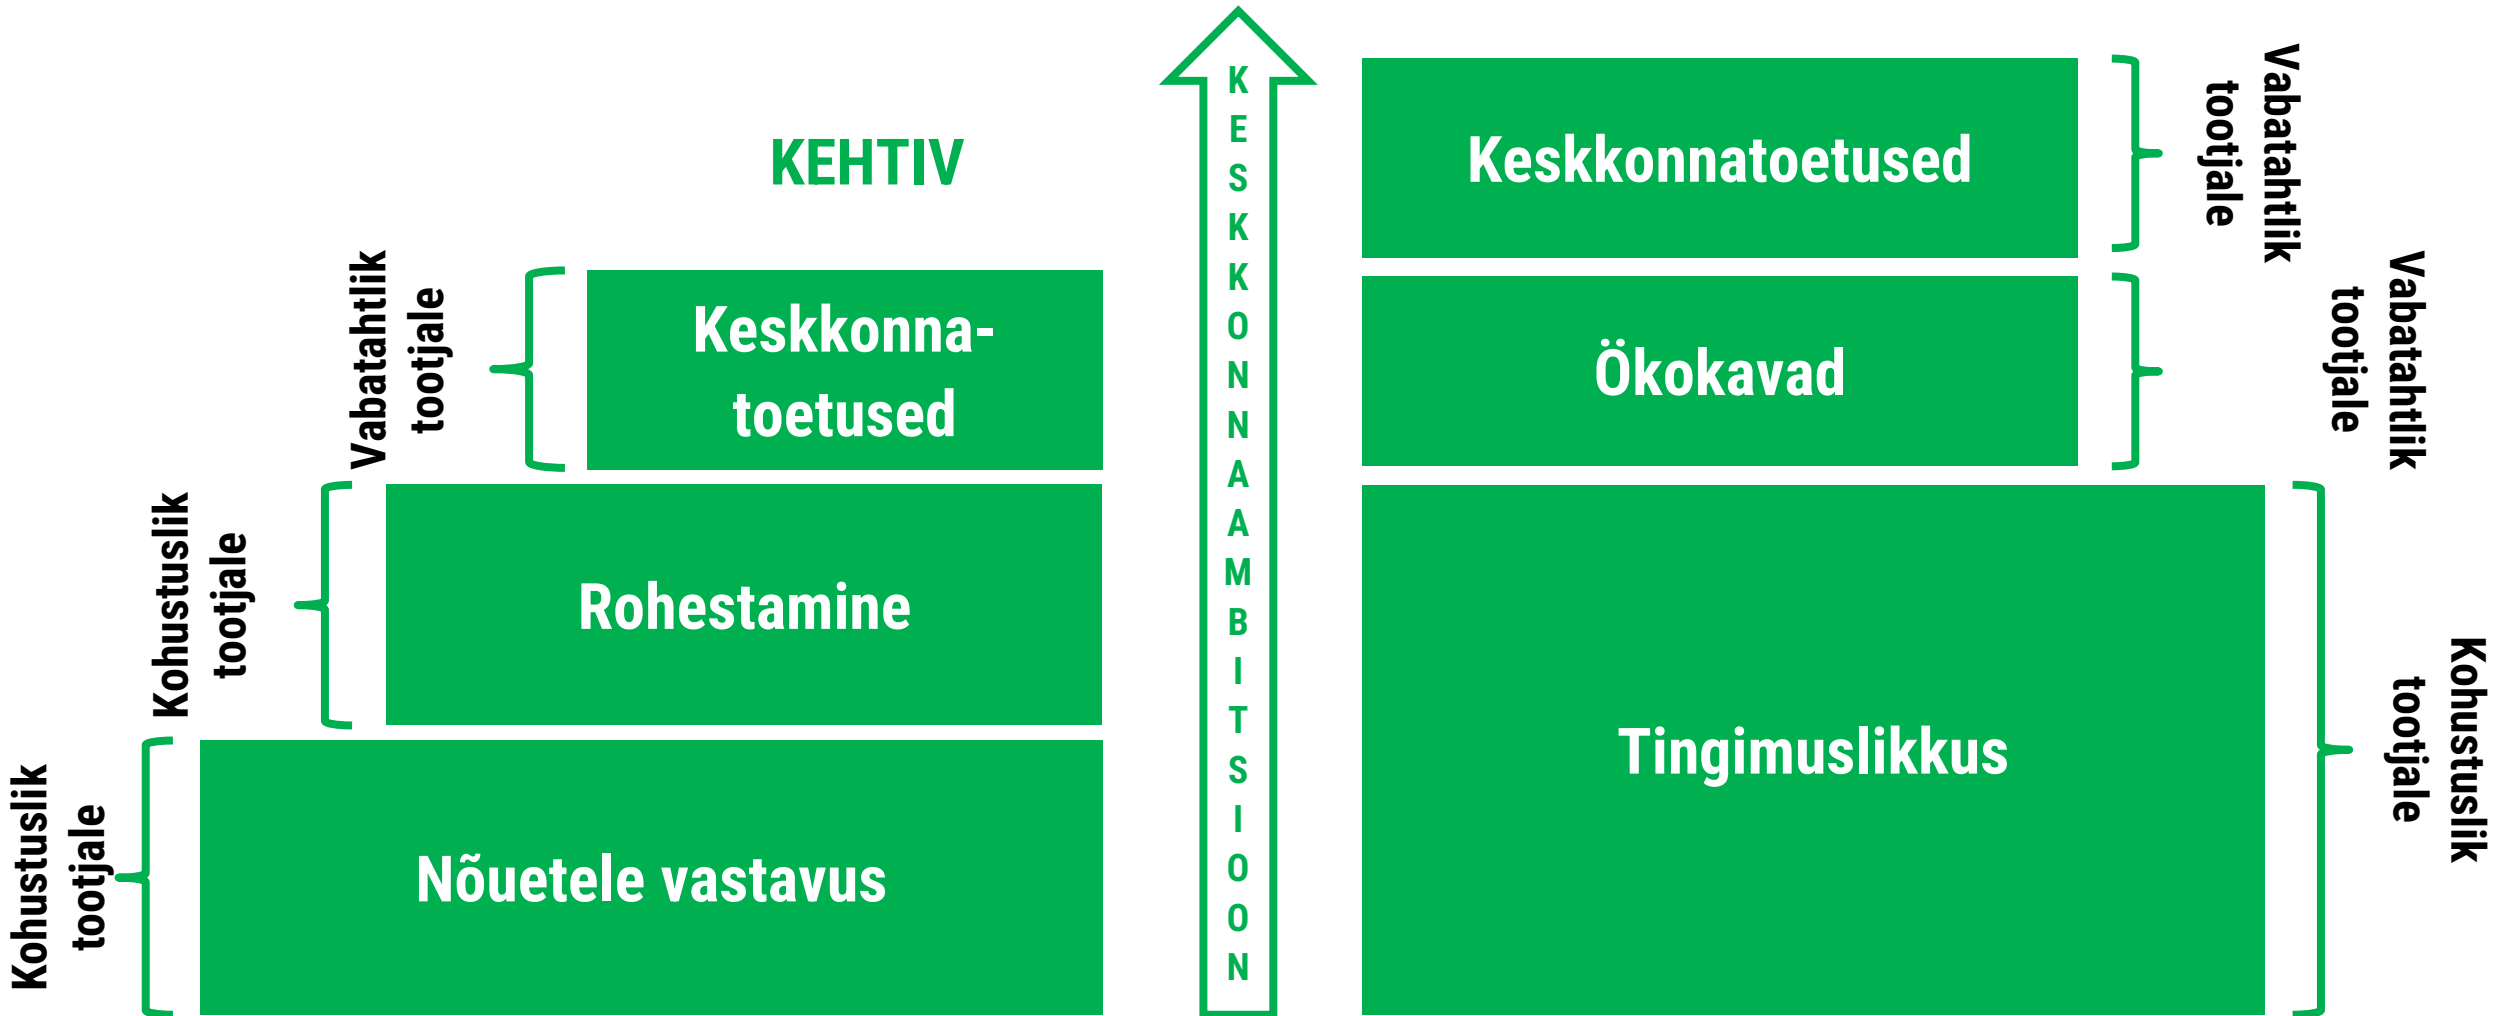 KEHTIV
Vabatahtlik
tootjale
Keskkonna-
toetused
Kohustuslik
tootjale
Rohestamine
Kohustuslik
tootjale
Nõuetele vastavus
KESKKONNAAMBITSIOON
Keskkonnatoetused
Vabatahtlik
tootjale
Ökokavad
Vabatahtlik
tootjale
Tingimuslikkus
Kohustuslik
tootjale